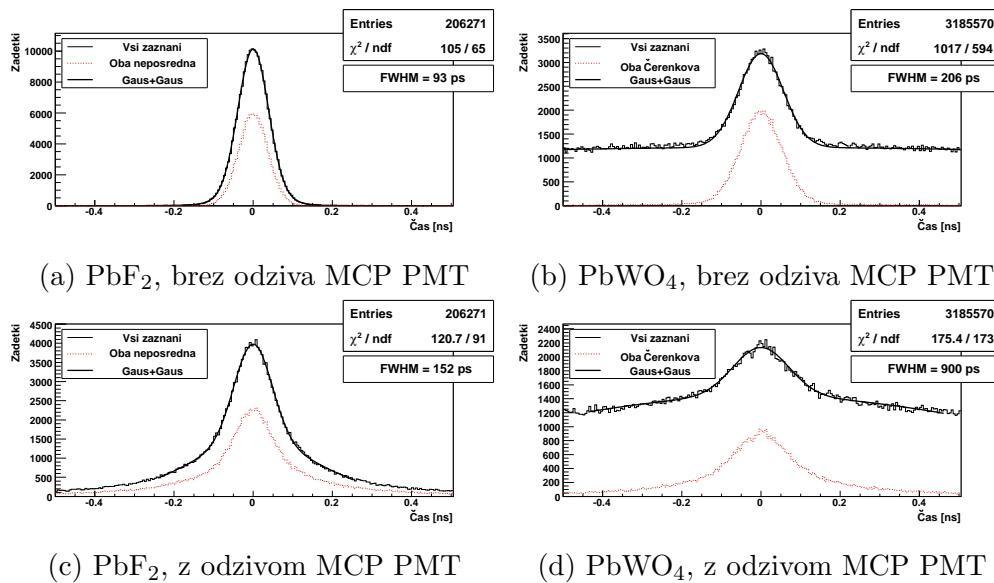 Entries 206271
χ² / ndf 105 / 65
FWHM = 93 ps
Zadetki
10000
8000
6000
4000
2000
0
Vsi zaznani
Oba neposredna
Gaus+Gaus
-0.4 -0.2 0 0.2 0.4
Čas [ns]
(a) PbF₂, brez odziva MCP PMT
Entries 3185570
χ² / ndf 1017 / 594
FWHM = 206 ps
Zadetki
3500
3000
2500
2000
1500
1000
500
0
Vsi zaznani
Oba Čerenkova
Gaus+Gaus
-0.4 -0.2 0 0.2 0.4
Čas [ns]
(b) PbWO₄, brez odziva MCP PMT
Entries 206271
χ² / ndf 120.7 / 91
FWHM = 152 ps
Zadetki
4500
4000
3500
3000
2500
2000
1500
1000
500
0
Vsi zaznani
Oba neposredna
Gaus+Gaus
-0.4 -0.2 0 0.2 0.4
Čas [ns]
(c) PbF₂, z odzivom MCP PMT
Entries 3185570
χ² / ndf 175.4 / 173
FWHM = 900 ps
Zadetki
2400
2200
2000
1800
1600
1400
1200
1000
800
600
400
200
0
Vsi zaznani
Oba Čerenkova
Gaus+Gaus
-0.4 -0.2 0 0.2 0.4
Čas [ns]
(d) PbWO₄, z odzivom MCP PMT